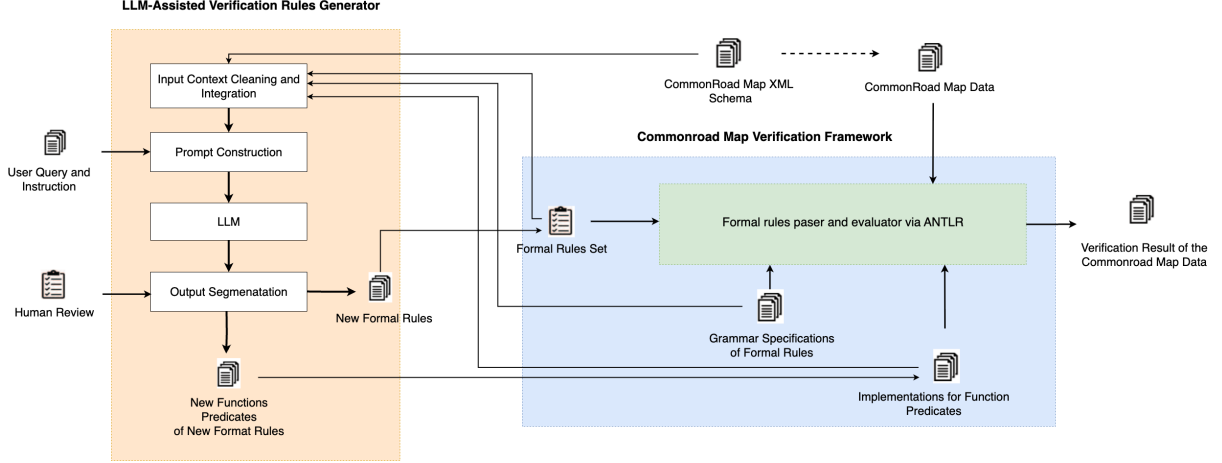 LLM-Assisted Verification Rules Generator
Input Context Cleaning and
Integration
CommonRoad Map XML
Schema
CommonRoad Map Data
Commonroad Map Verification Framework
User Query and
Instruction
Prompt Construction
LLM
Formal Rules Set
Formal rules paser and evaluator via ANTLR
Verification Result of the
Commonroad Map Data
Human Review
Output Segmenatation
New Formal Rules
Grammar Specifications
of Formal Rules
New Functions
Predicates
of New Format Rules
Implementations for Function
Predicates